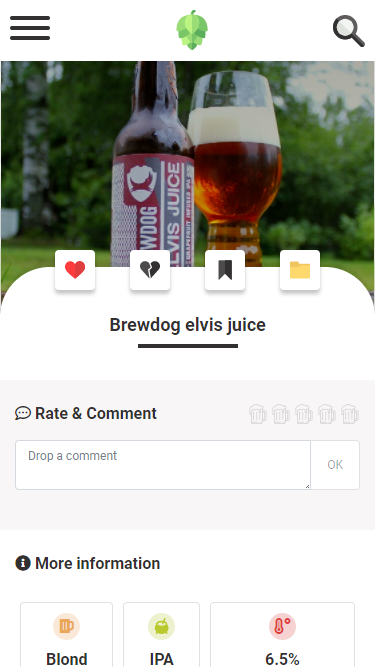 WDOG
ELVIS JUICE
GRAPEFRUIT INFUSED IPA
Brewdog elvis juice
Rate & Comment
Drop a comment
OK
More information
Blond
IPA
6.5%